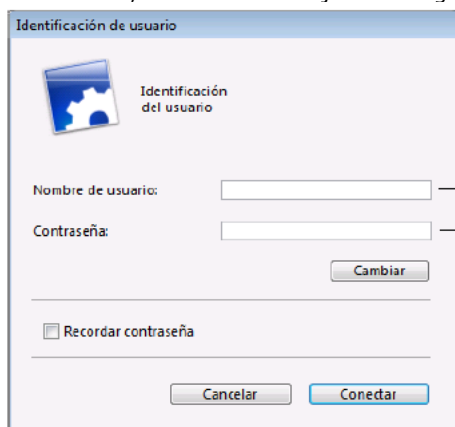 Identificación de usuario
Identificación
del usuario
Nombre de usuario:
Contraseña:
Cambiar
Recordar contraseña
Cancelar
Conectar